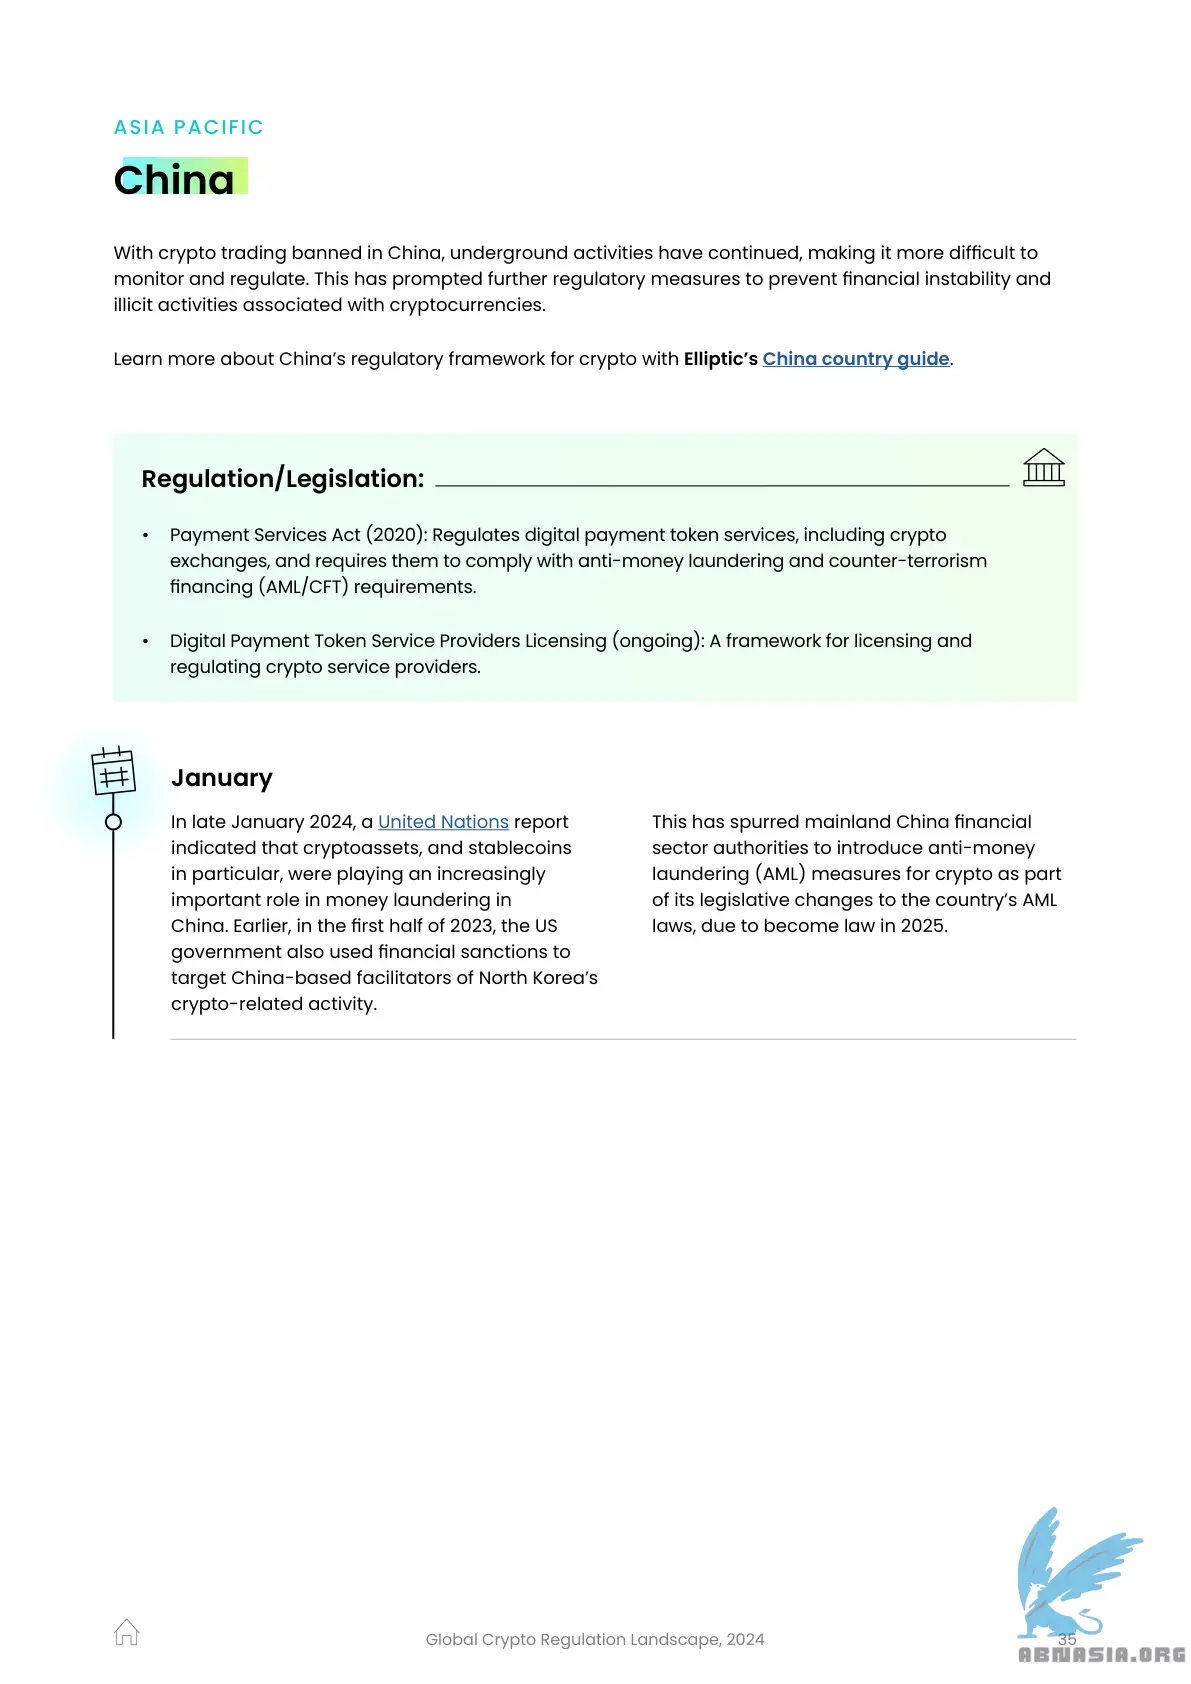 ASIA PACIFIC
China
With crypto trading banned in China, underground activities have continued, making it more difficult to
monitor and regulate. This has prompted further regulatory measures to prevent financial instability and
illicit activities associated with cryptocurrencies.
Learn more about China’s regulatory framework for crypto with Elliptic’s China country guide.
Regulation/Legislation:
• Payment Services Act (2020): Regulates digital payment token services, including crypto
exchanges, and requires them to comply with anti-money laundering and counter-terrorism
financing (AML/CFT) requirements.
• Digital Payment Token Service Providers Licensing (ongoing): A framework for licensing and
regulating crypto service providers.
January
In late January 2024, a United Nations report
indicated that cryptoassets, and stablecoins
in particular, were playing an increasingly
important role in money laundering in
China. Earlier, in the first half of 2023, the US
government also used financial sanctions to
target China-based facilitators of North Korea’s
crypto-related activity.
This has spurred mainland China financial
sector authorities to introduce anti-money
laundering (AML) measures for crypto as part
of its legislative changes to the country’s AML
laws, due to become law in 2025.
Global Crypto Regulation Landscape, 2024
35
ABNASIA.ORG